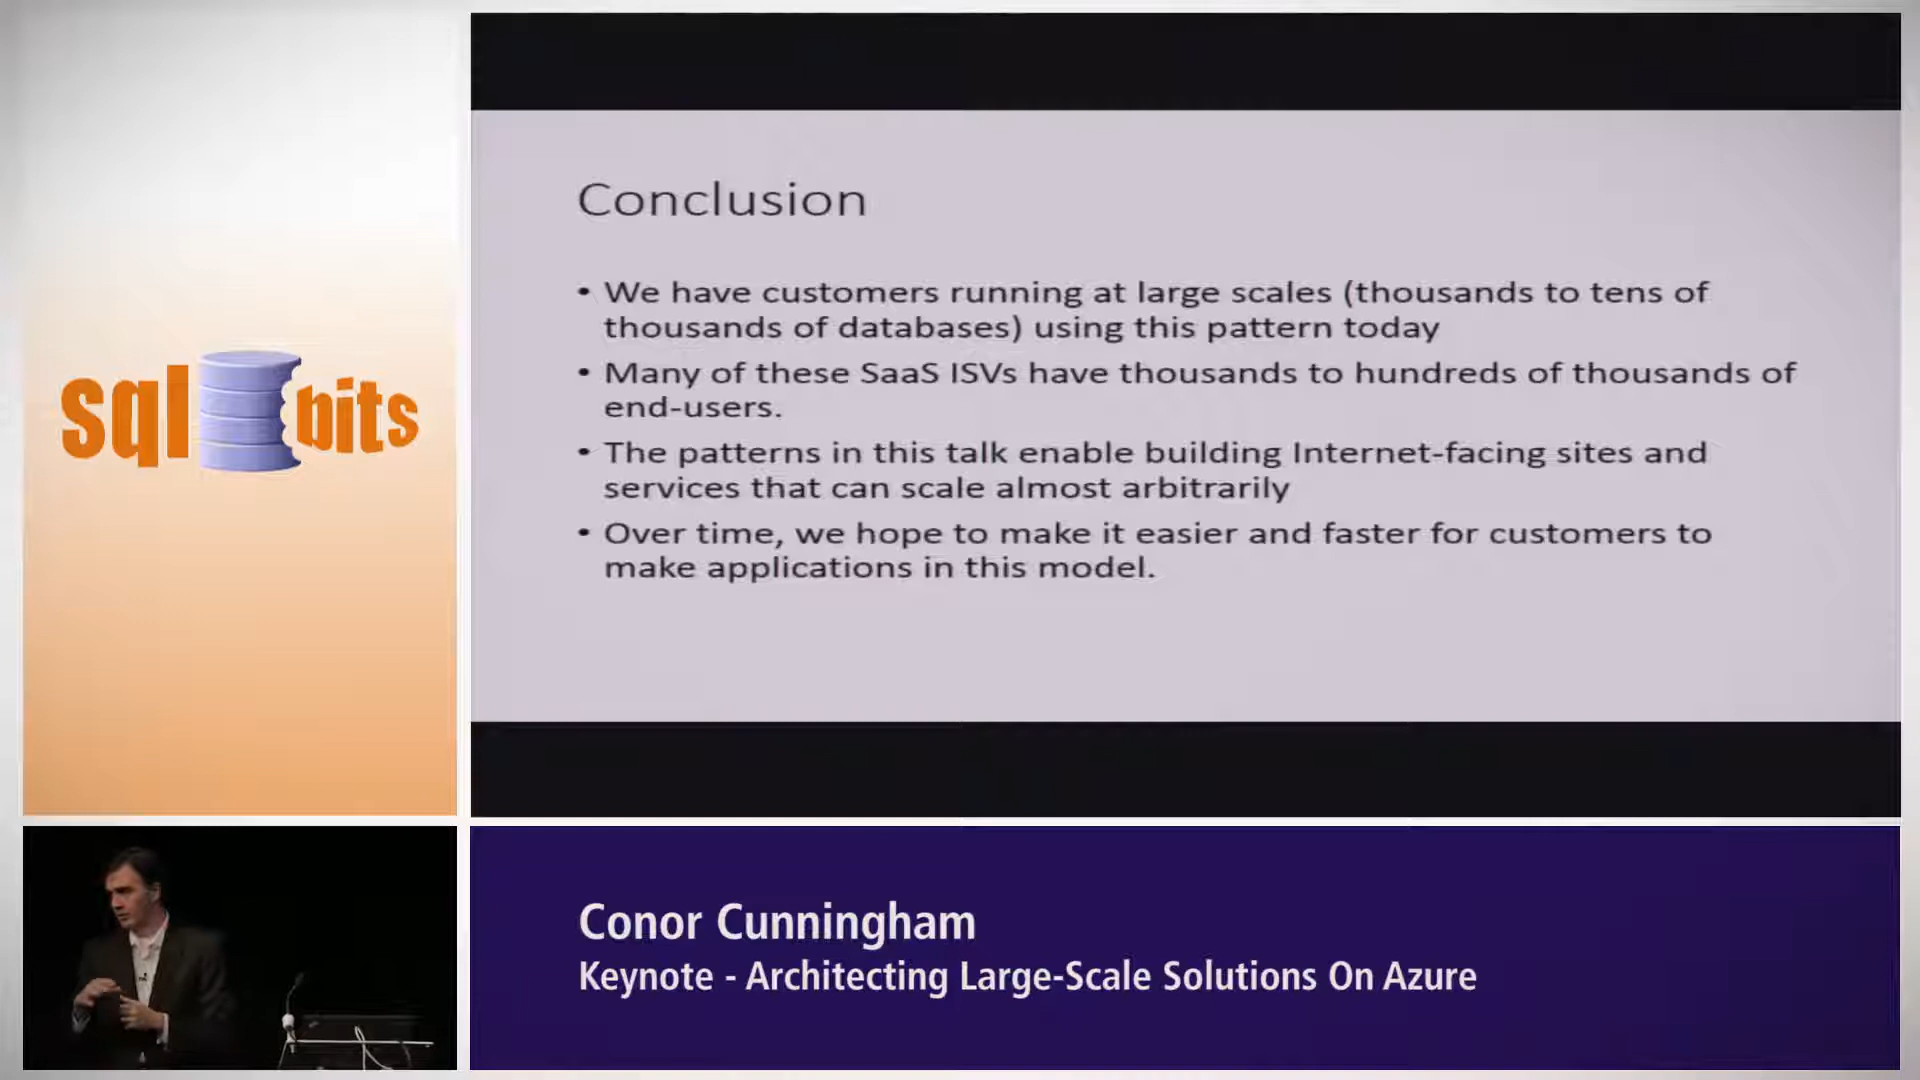 sql bits
Conclusion
• We have customers running at large scales (thousands to tens of
thousands of databases) using this pattern today
• Many of these SaaS ISVs have thousands to hundreds of thousands of
end-users.
• The patterns in this talk enable building Internet-facing sites and
services that can scale almost arbitrarily
• Over time, we hope to make it easier and faster for customers to
make applications in this model.
Conor Cunningham
Keynote - Architecting Large-Scale Solutions On Azure